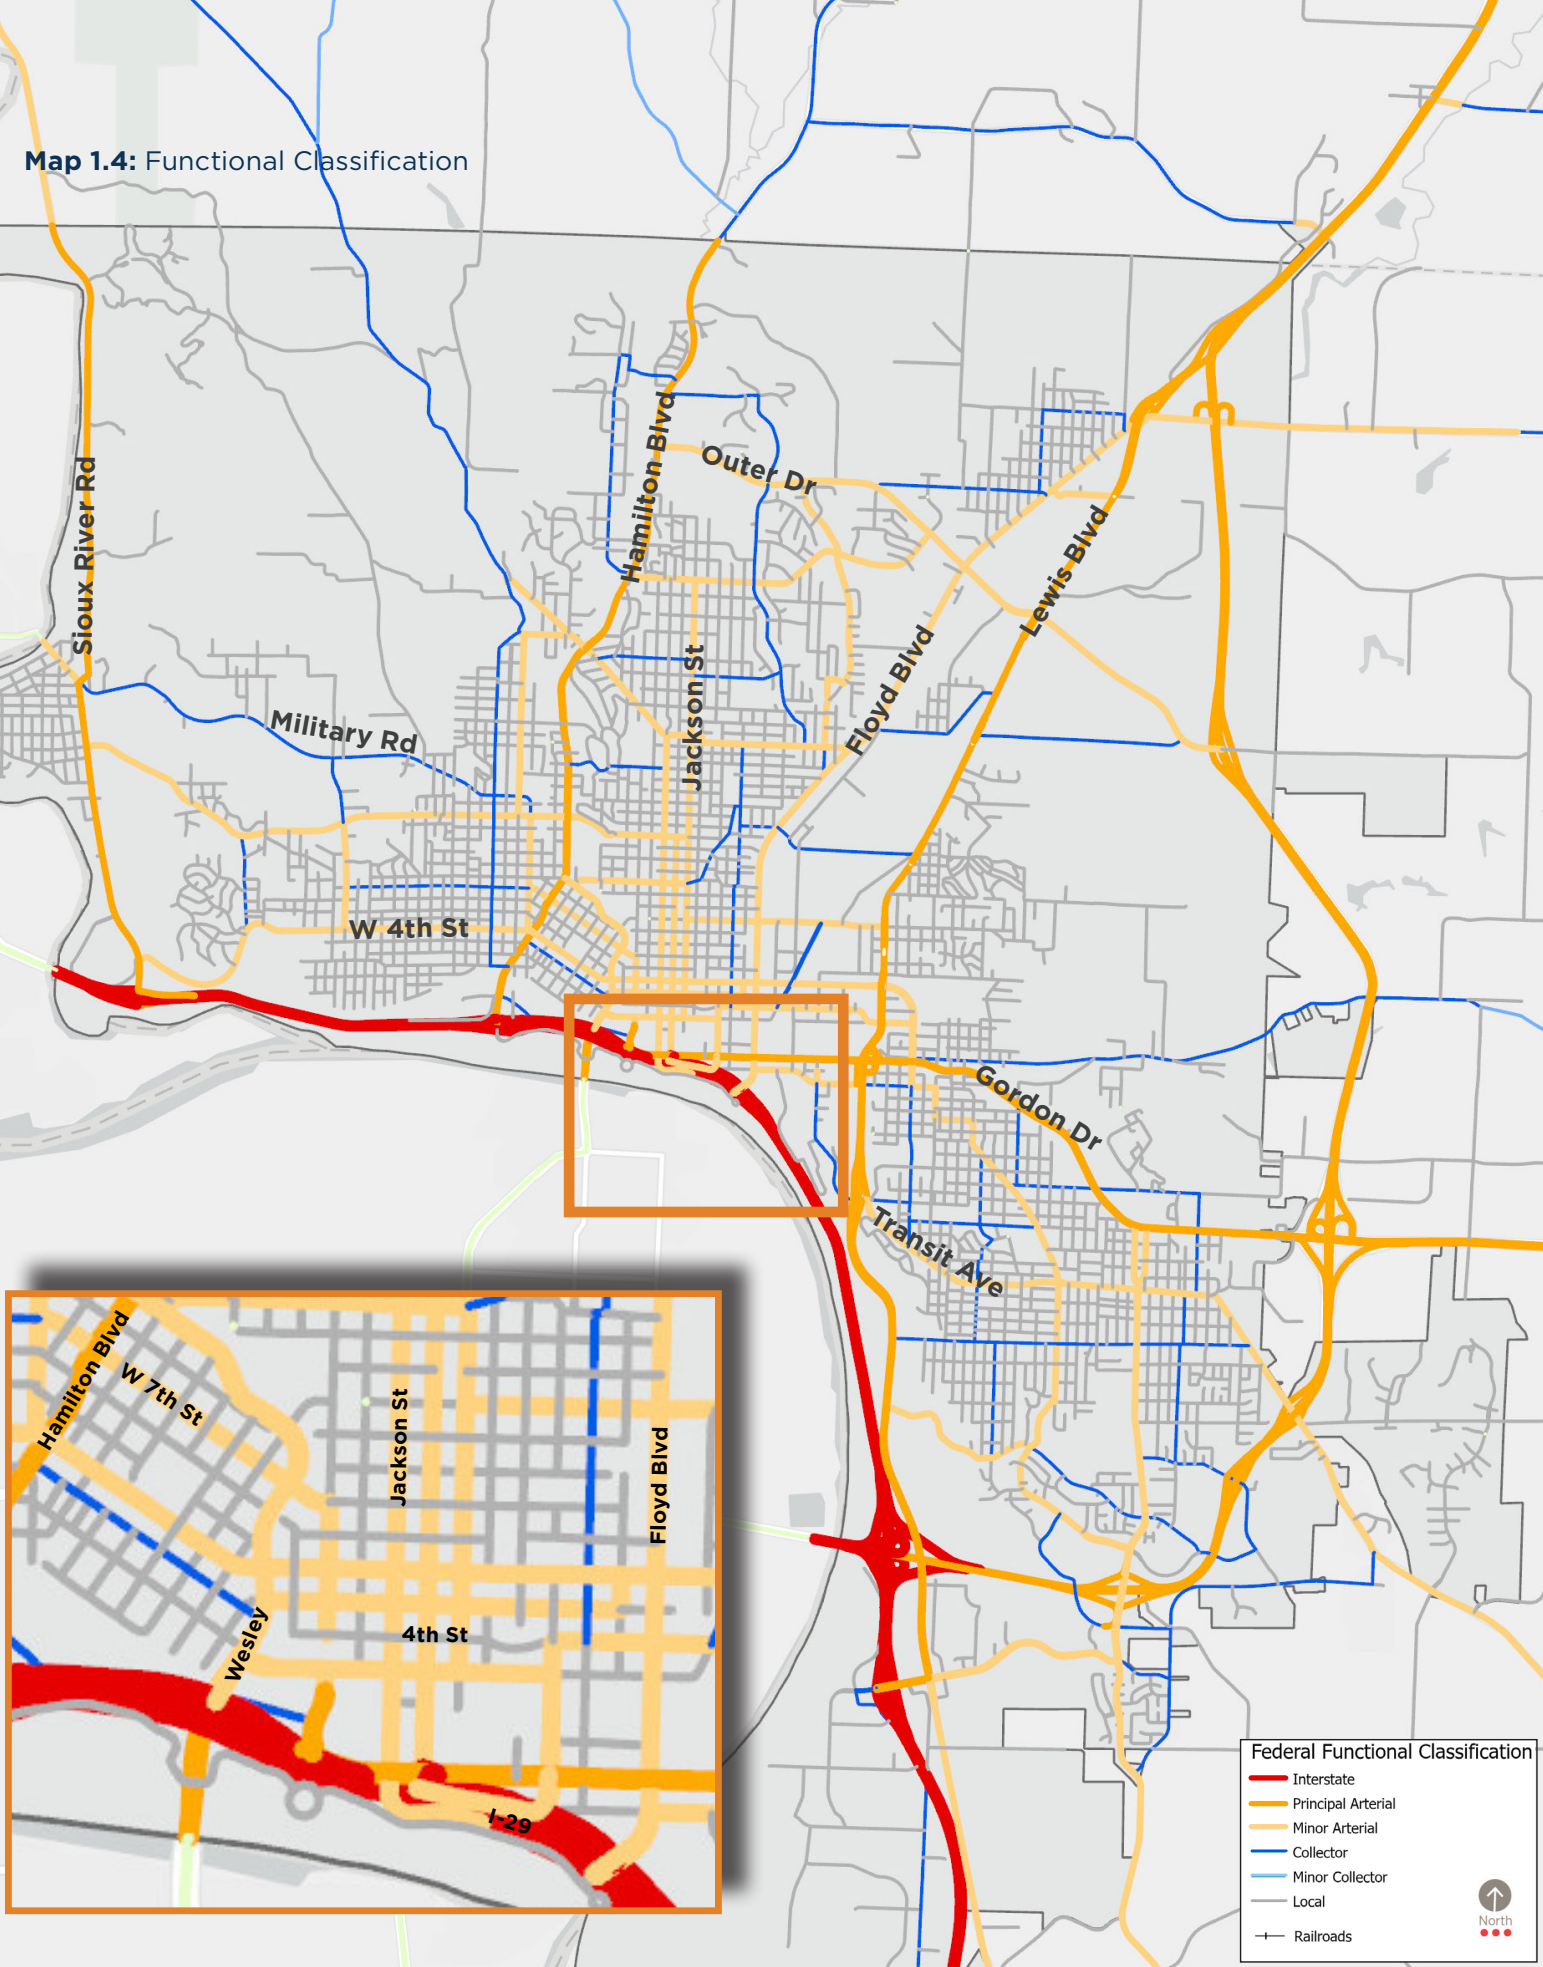 Map 1.4: Functional Classification
Hamilton Blvd
Outer Dr
Sioux River Rd
Lewis Blvd
Floyd Blvd
Jackson St
Military Rd
W 4th St
Gordon Dr
Transit Ave
Hamilton Blvd
W 7th St
Jackson St
Floyd Blvd
Wesley
4th St
I-29
Federal Functional Classification
Interstate
Principal Arterial
Minor Arterial
Collector
Minor Collector
Local
Railroads
North